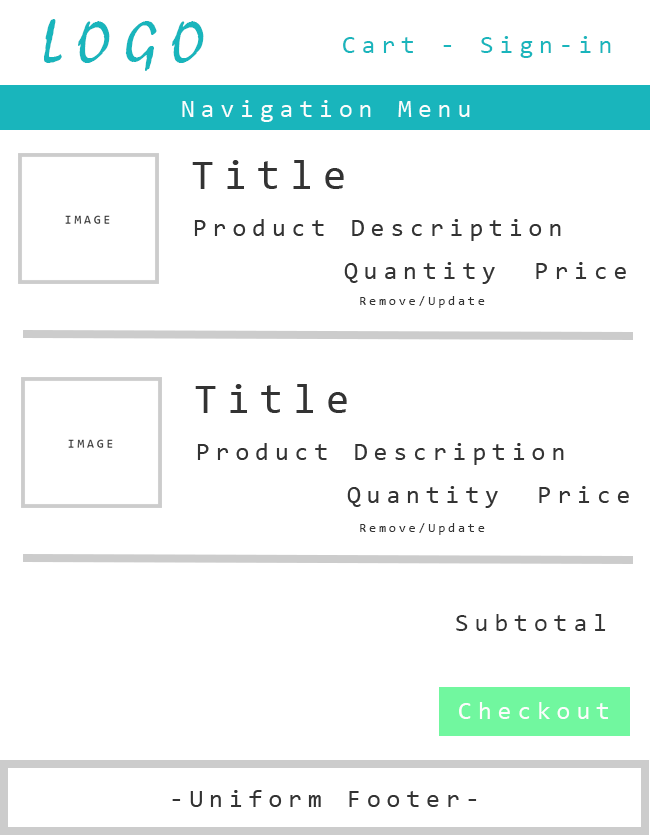 LOGO
Cart - Sign-in
Navigation Menu
IMAGE
Title
Product Description
Quantity Price
Remove/Update
IMAGE
Title
Product Description
Quantity Price
Remove/Update
Subtotal
Checkout
-Uniform Footer-